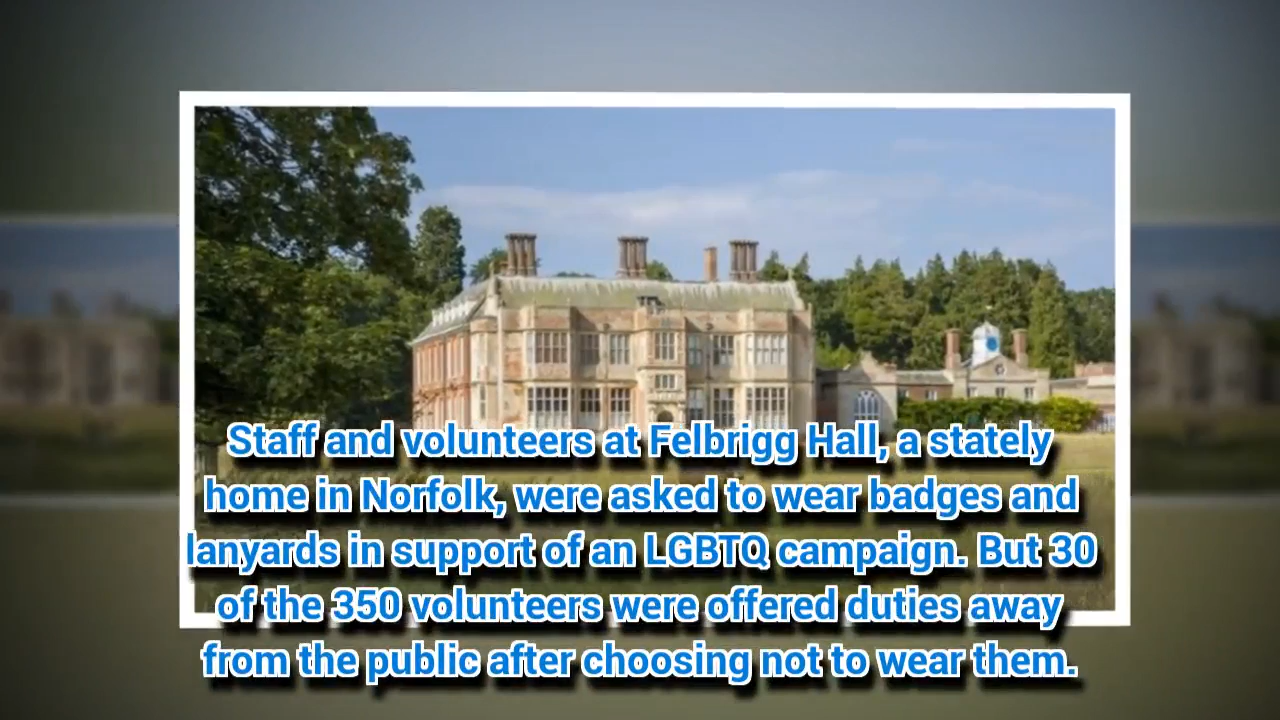 Staff and volunteers at Felbrigg Hall, a stately
home in Norfolk, were asked to wear badges and
lanyards in support of an LGBTQ campaign. But 30
of the 350 volunteers were offered duties away
from the public after choosing not to wear them.